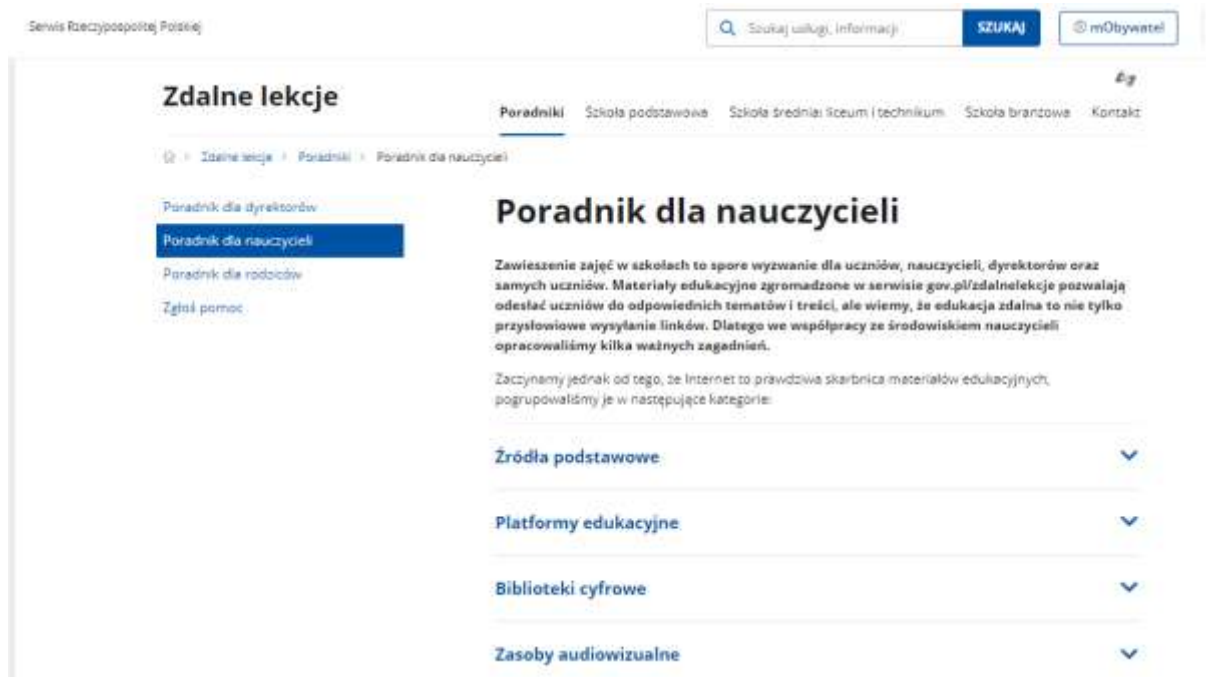 Serwis Rzeczypospolitej Polskiej
Szukaj usługi, informacji
SZUKAJ
mObywatel
Zdalne lekcje
Poradniki Szkoła podstawowa Szkoła średnia: liceum i technikum Szkoła branżowa Kontakt
Zdalne lekcje Poradniki Poradnik dla nauczycieli
Poradnik dla dyrektorów
Poradnik dla nauczycieli
Poradnik dla rodziców
Zgłoś pomoc
Poradnik dla nauczycieli
Zawieszenie zajęć w szkołach to spore wyzwanie dla uczniów, nauczycieli, dyrektorów oraz
samych uczniów. Materiały edukacyjne zgromadzone w serwisie gov.pl/zdalnelekcje pozwalają
odesłać uczniów do odpowiednich tematów i treści, ale wiemy, że edukacja zdalna to nie tylko
przysłowiowe wysyłanie linków. Dlatego we współpracy ze środowiskiem nauczycieli
opracowaliśmy kilka ważnych zagadnień.
Zaczynamy jednak od tego, że Internet to prawdziwa skarbnica materiałów edukacyjnych,
pogrupowaliśmy je w następujące kategorie:
Źródła podstawowe
Platformy edukacyjne
Biblioteki cyfrowe
Zasoby audiowizualne